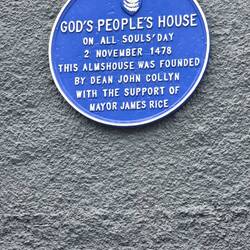 GOD'S PEOPLE'S HOUSE
ON ALL SOULS' DAY
2 NOVEMBER 1478
THIS ALMSHOUSE WAS FOUNDED
BY DEAN JOHN COLLYN
WITH THE SUPPORT OF
MAYOR JAMES RICE